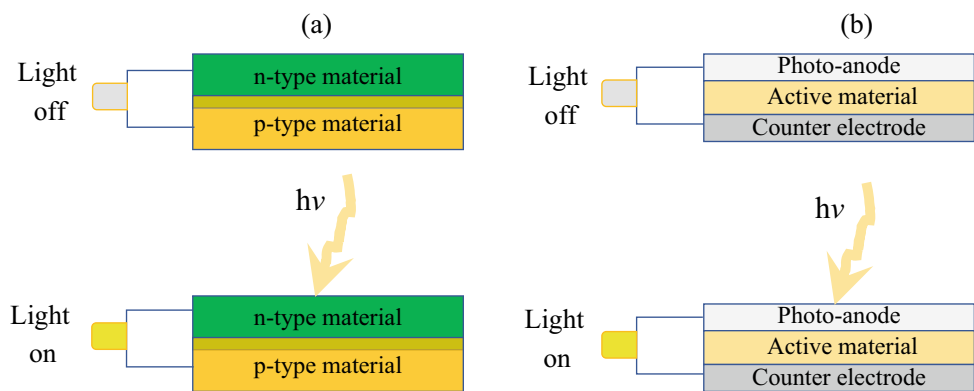 (a)
Light
off
n-type material
p-type material
hν
Light
on
n-type material
p-type material
(b)
Light
off
Photo-anode
Active material
Counter electrode
hν
Light
on
Photo-anode
Active material
Counter electrode